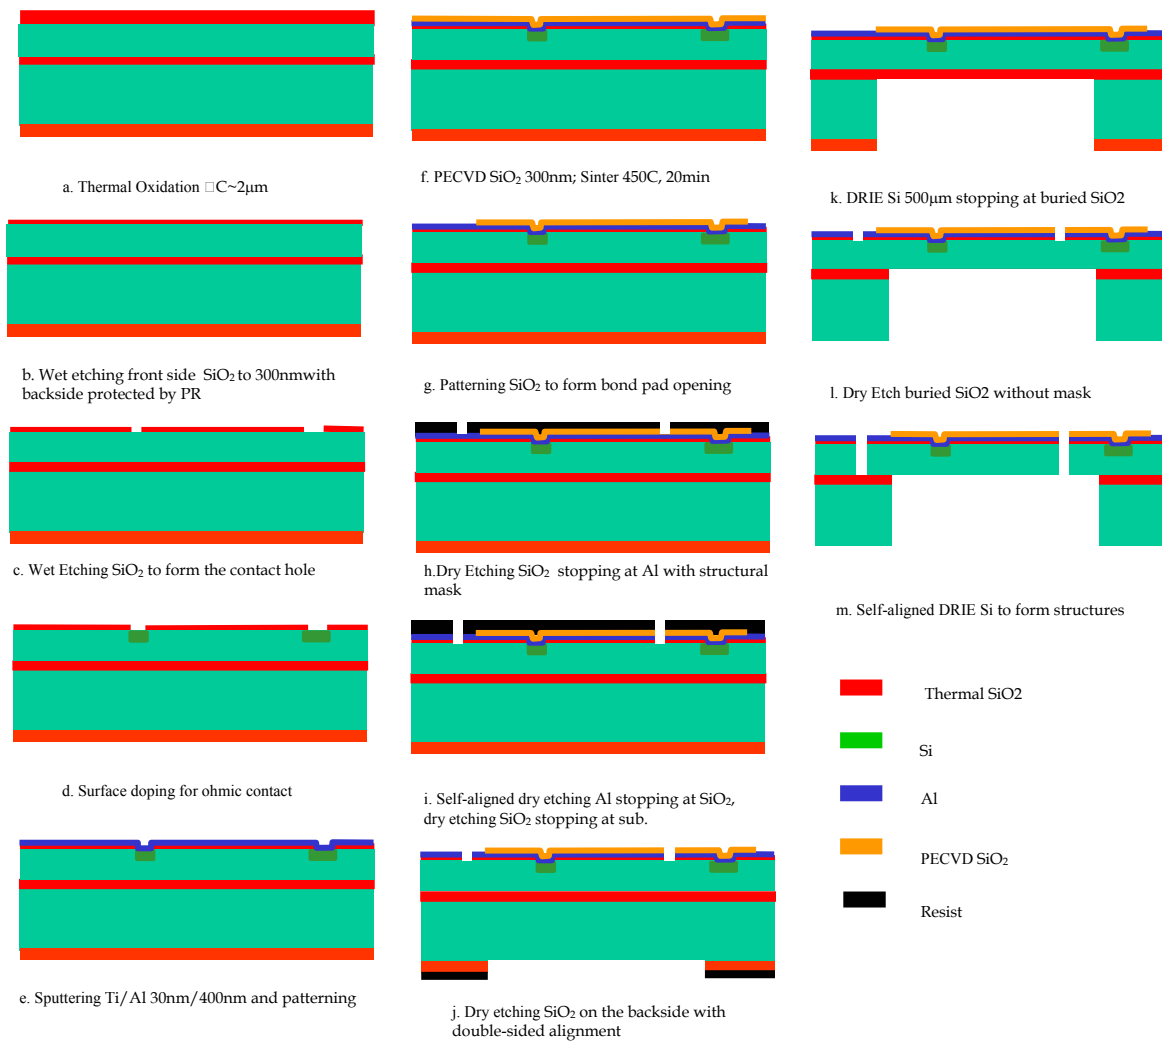 a. Thermal Oxidation □C~2μm
b. Wet etching front side SiO₂ to 300nmwith
backside protected by PR
c. Wet Etching SiO₂ to form the contact hole
d. Surface doping for ohmic contact
e. Sputtering Ti/Al 30nm/400nm and patterning
f. PECVD SiO₂ 300nm; Sinter 450C, 20min
g. Patterning SiO₂ to form bond pad opening
h.Dry Etching SiO₂ stopping at Al with structural
mask
i. Self-aligned dry etching Al stopping at SiO₂,
dry etching SiO₂ stopping at sub.
j. Dry etching SiO₂ on the backside with
double-sided alignment
k. DRIE Si 500μm stopping at buried SiO2
l. Dry Etch buried SiO2 without mask
m. Self-aligned DRIE Si to form structures
Thermal SiO2
Si
Al
PECVD SiO₂
Resist